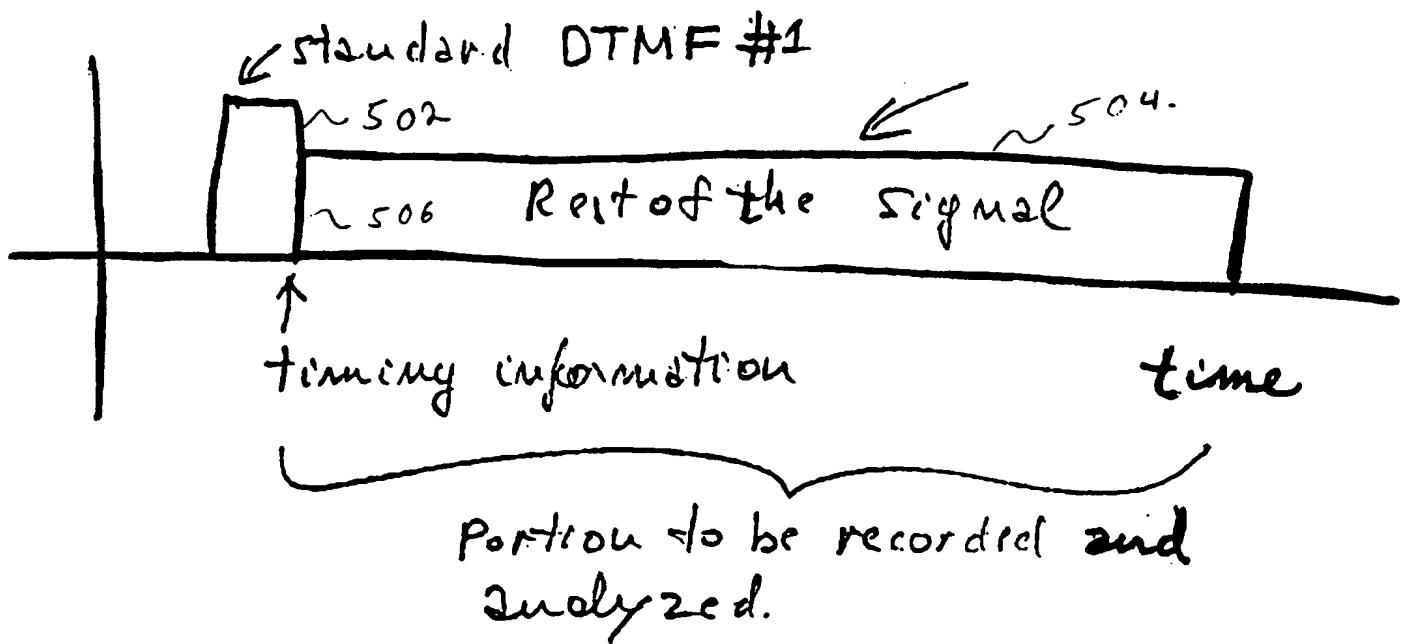 standard DTMF #1
502
504.
506
Rest of the signal
timing information
time
Portion to be recorded and
analyzed.